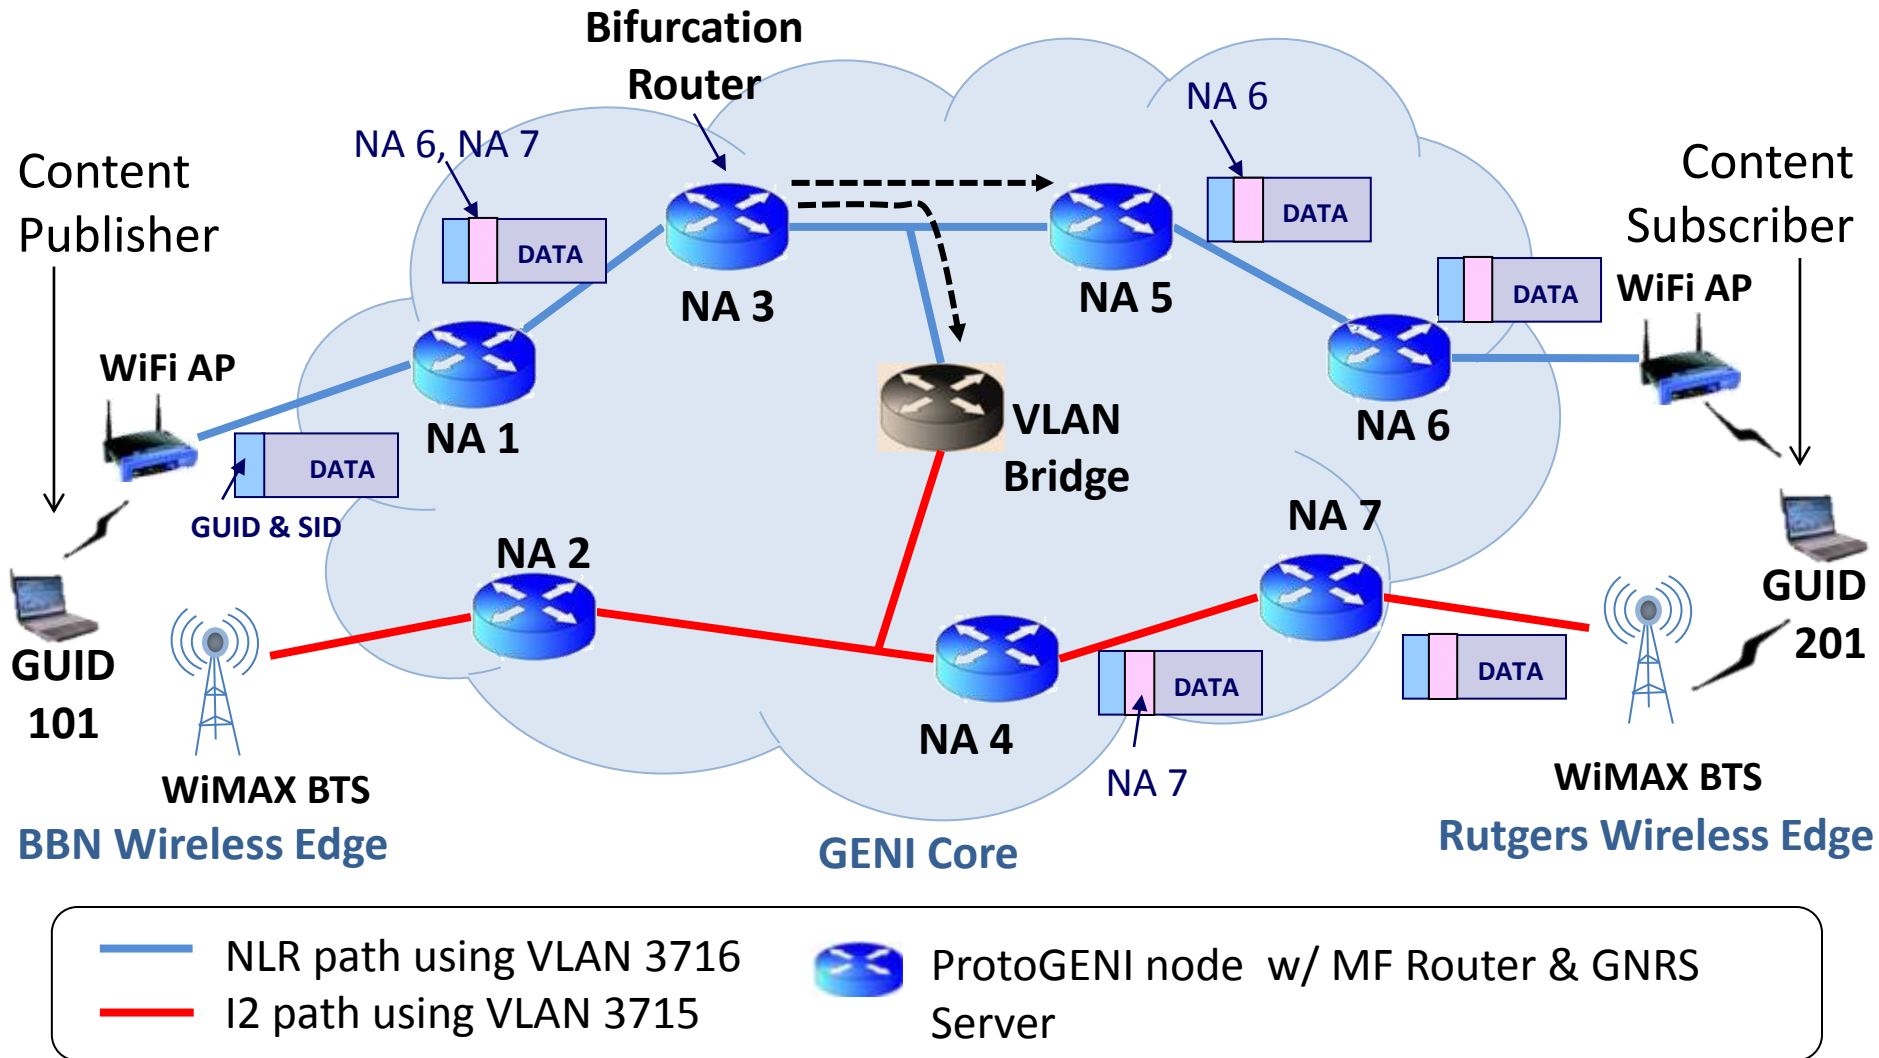 Bifurcation
Router
NA 6, NA 7
NA 6
Content
Publisher
Content
Subscriber
DATA
DATA
NA 3
NA 5
DATA
WiFi AP
WiFi AP
NA 1
NA 6
VLAN
Bridge
DATA
GUID & SID
NA 7
NA 2
GUID
201
GUID
101
DATA
DATA
NA 4
NA 7
WiMAX BTS
WiMAX BTS
BBN Wireless Edge
GENI Core
Rutgers Wireless Edge
NLR path using VLAN 3716
I2 path using VLAN 3715
ProtoGENI node w/ MF Router & GNRS
Server